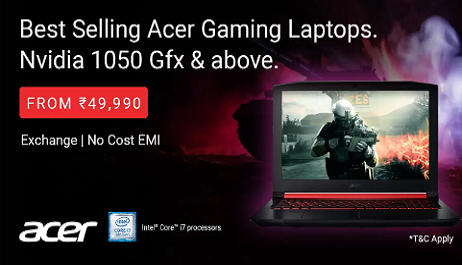 Best Selling Acer Gaming Laptops.
Nvidia 1050 Gfx & above.
FROM ₹49,990
Exchange | No Cost EMI
acer
Intel® Core™ i7 processors
*T&C Apply